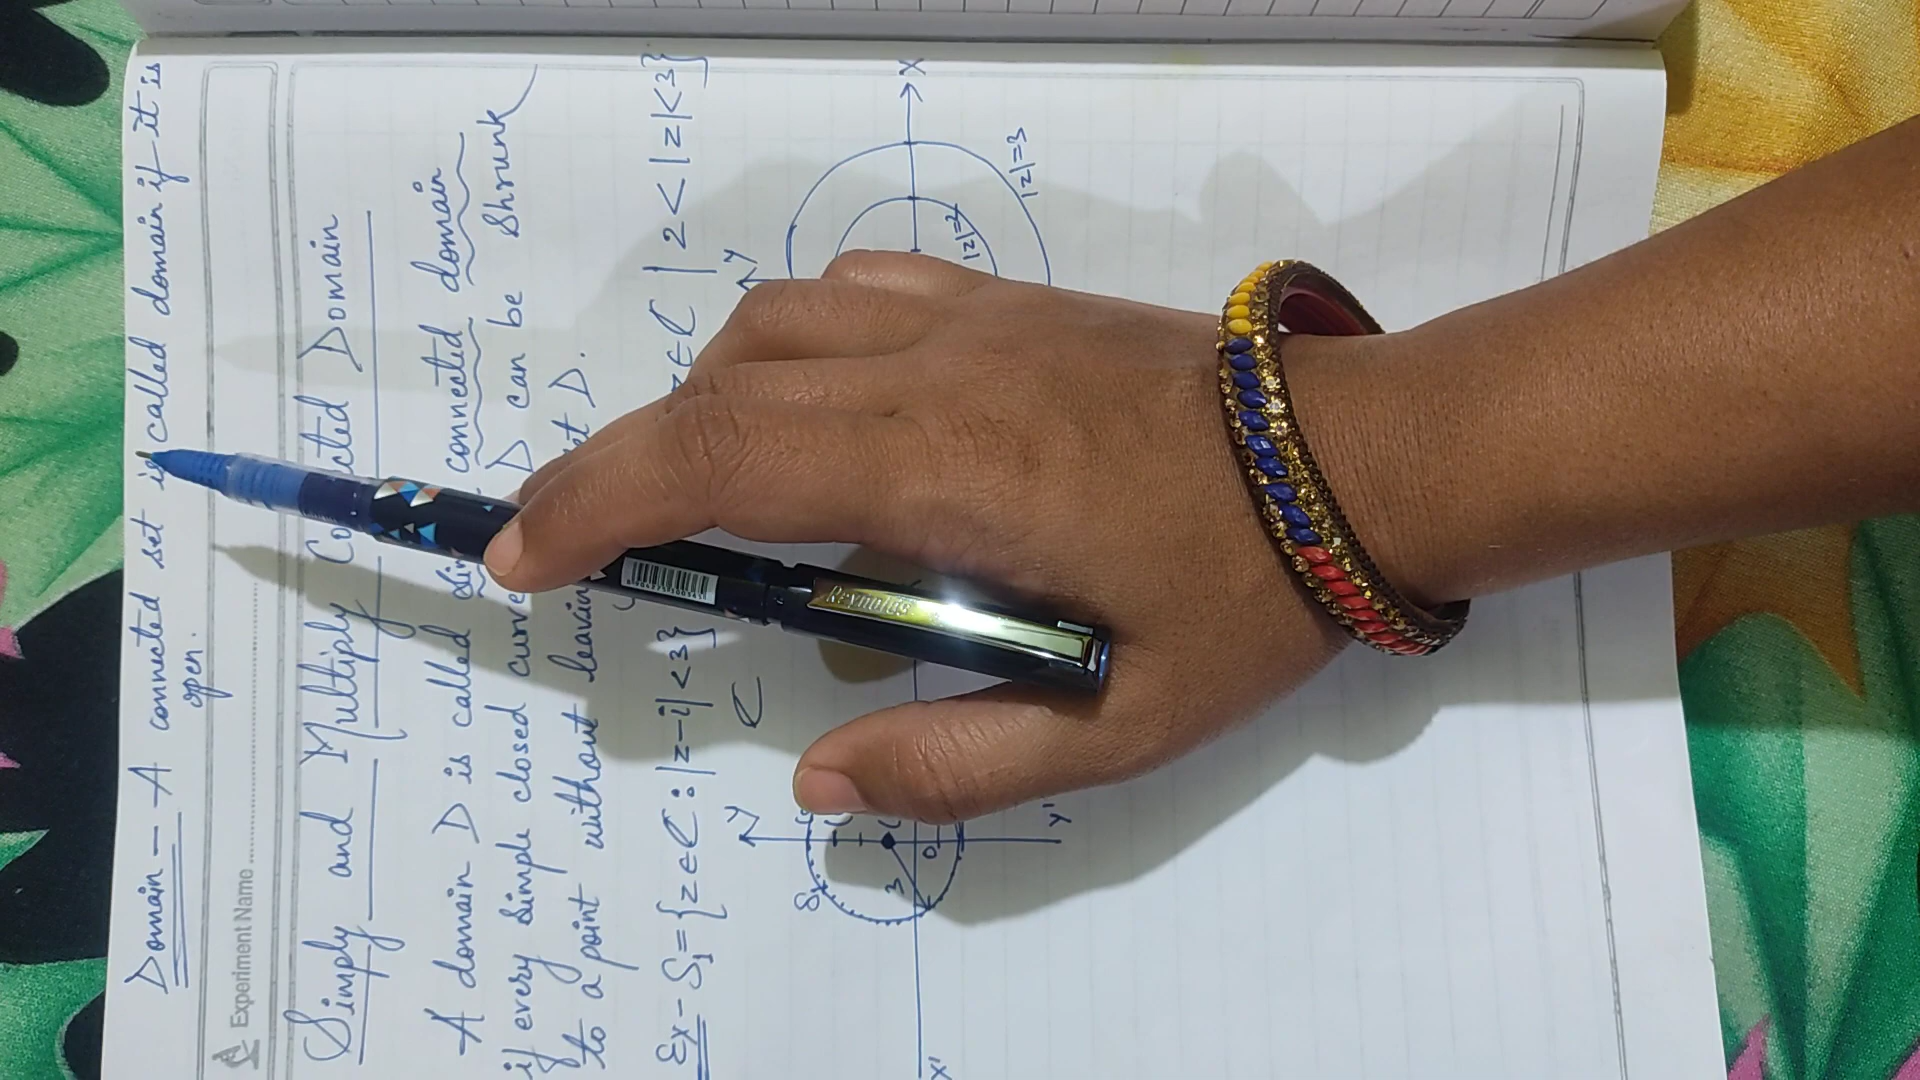 Domain - A connected set is called domain if it is
open.
Experiment Name
Simply and Multiply Connected Domain
A domain D is called connected domain
if every simple closed curve D can be shrunk
to a point without D.
Ex - S₁ = {z∈ℂ : |z-i|<3} z∈ℂ | 2<|z|<3}
ℂ
Y Y
S₁
3
O
X'
Y'
|z|=2
|z|=3
X
Reynolds